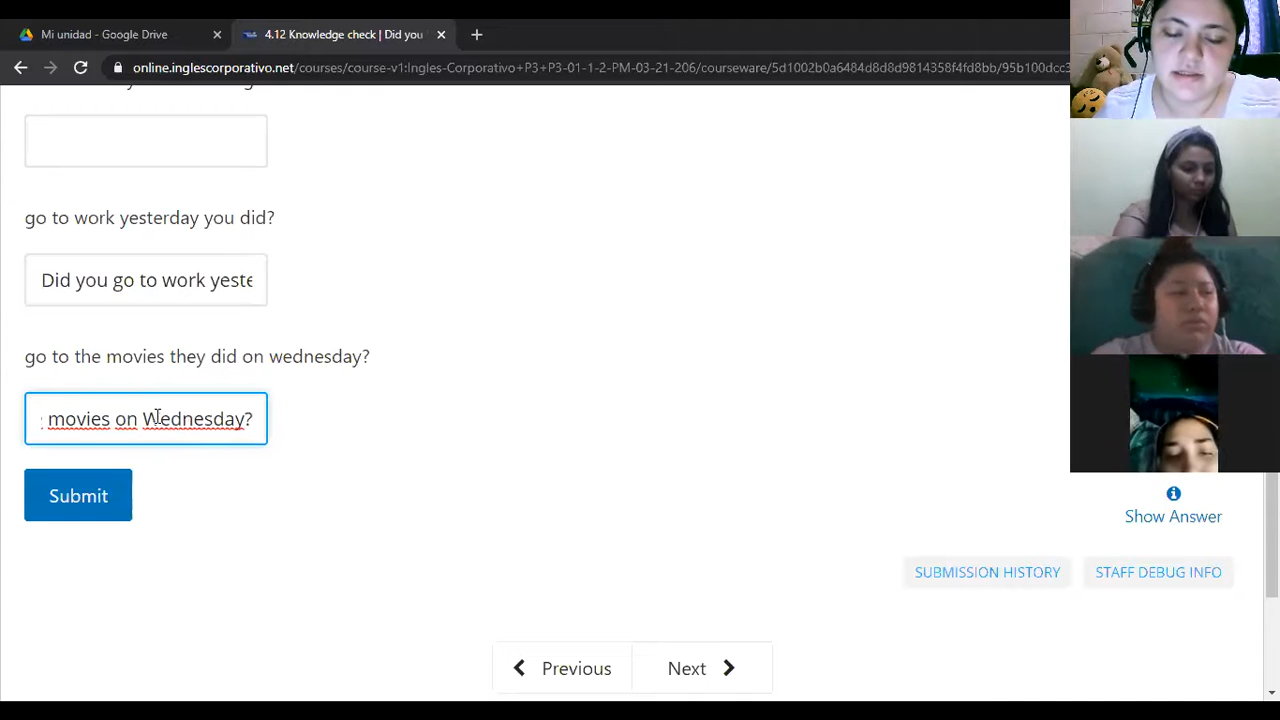 Mi unidad - Google Drive
4.12 Knowledge check | Did you
online.inglescorporativo.net/courses/course-v1:Ingles-Corporativo+P3+P3-01-1-2-PM-03-21-206/courseware/5d1002b0a6484d8d8d9814358f4fd8bb/95b100dcc3
go to work yesterday you did?
Did you go to work yeste
go to the movies they did on wednesday?
movies on Wednesday?
Submit
Show Answer
SUBMISSION HISTORY
STAFF DEBUG INFO
Previous
Next